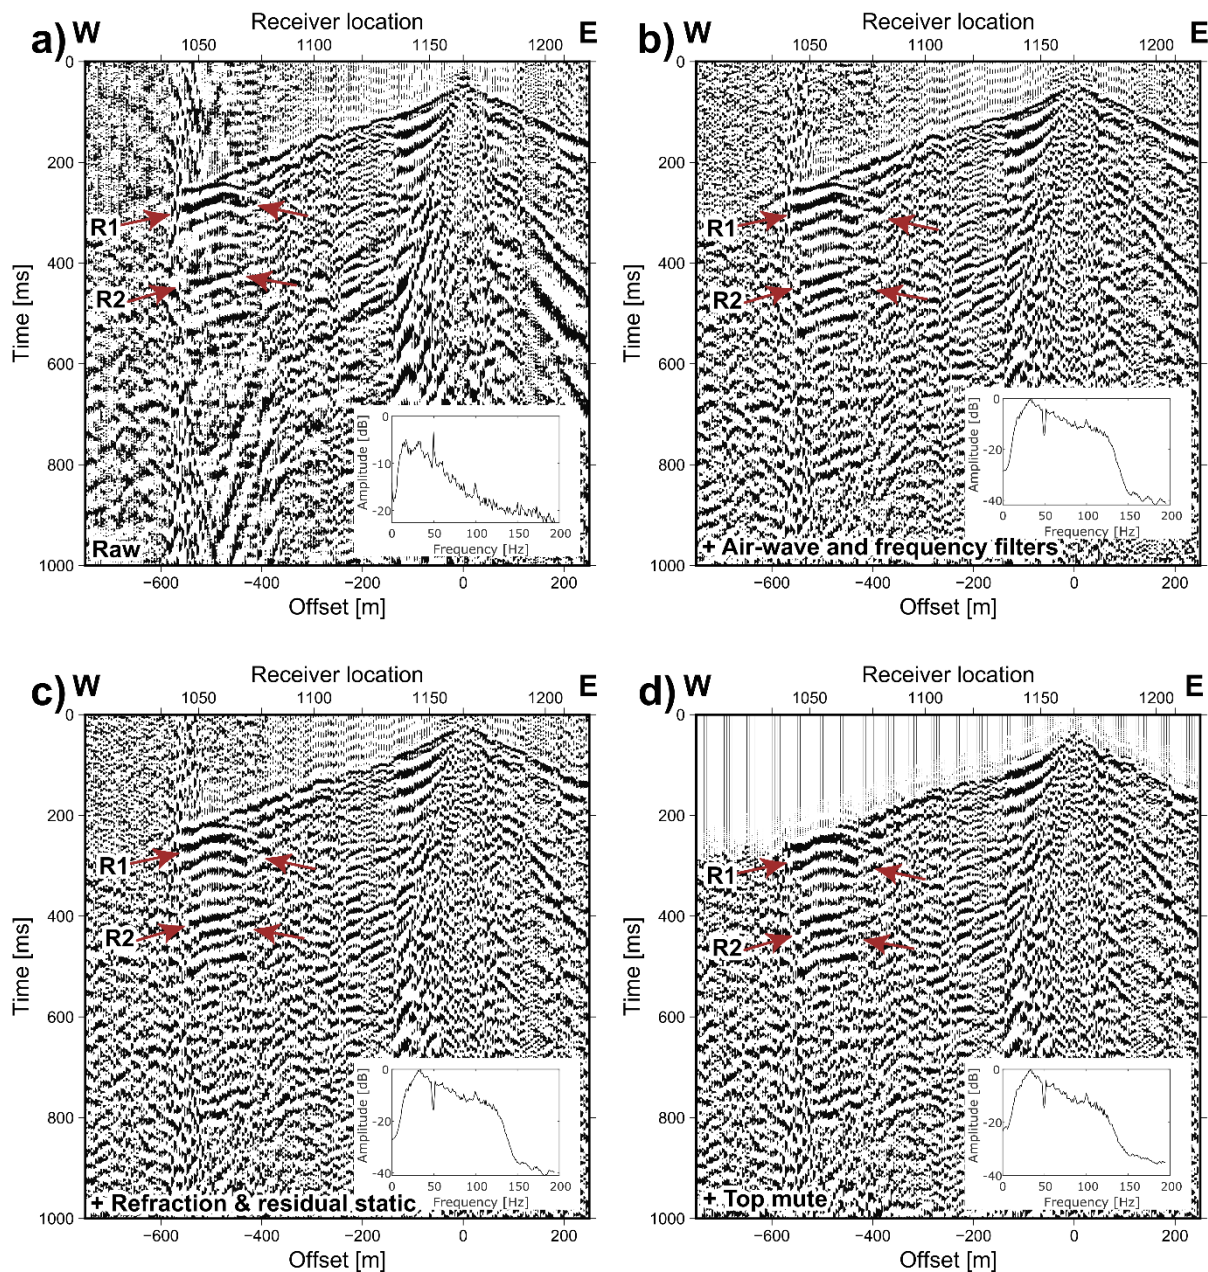 Receiver location
a) W E
1050 1100 1150 1200
0
200
400
600
800
1000
Time [ms]
R1
R2
Raw
0
−10
−20
Amplitude [dB]
0 50 100 150 200
Frequency [Hz]
−600 −400 −200 0 200
Offset [m]
Receiver location
b) W E
1050 1100 1150 1200
0
200
400
600
800
1000
Time [ms]
R1
R2
0
−20
−40
Amplitude [dB]
0 50 100 150 200
Frequency [Hz]
+ Air-wave and frequency filters
−600 −400 −200 0 200
Offset [m]
Receiver location
c) W E
1050 1100 1150 1200
0
200
400
600
800
1000
Time [ms]
R1
R2
0
−20
−40
Amplitude [dB]
0 50 100 150 200
Frequency [Hz]
+ Refraction & residual static
−600 −400 −200 0 200
Offset [m]
Receiver location
d) W E
1050 1100 1150 1200
0
200
400
600
800
1000
Time [ms]
R1
R2
0
−20
−40
Amplitude [dB]
0 50 100 150 200
Frequency [Hz]
+ Top mute
−600 −400 −200 0 200
Offset [m]